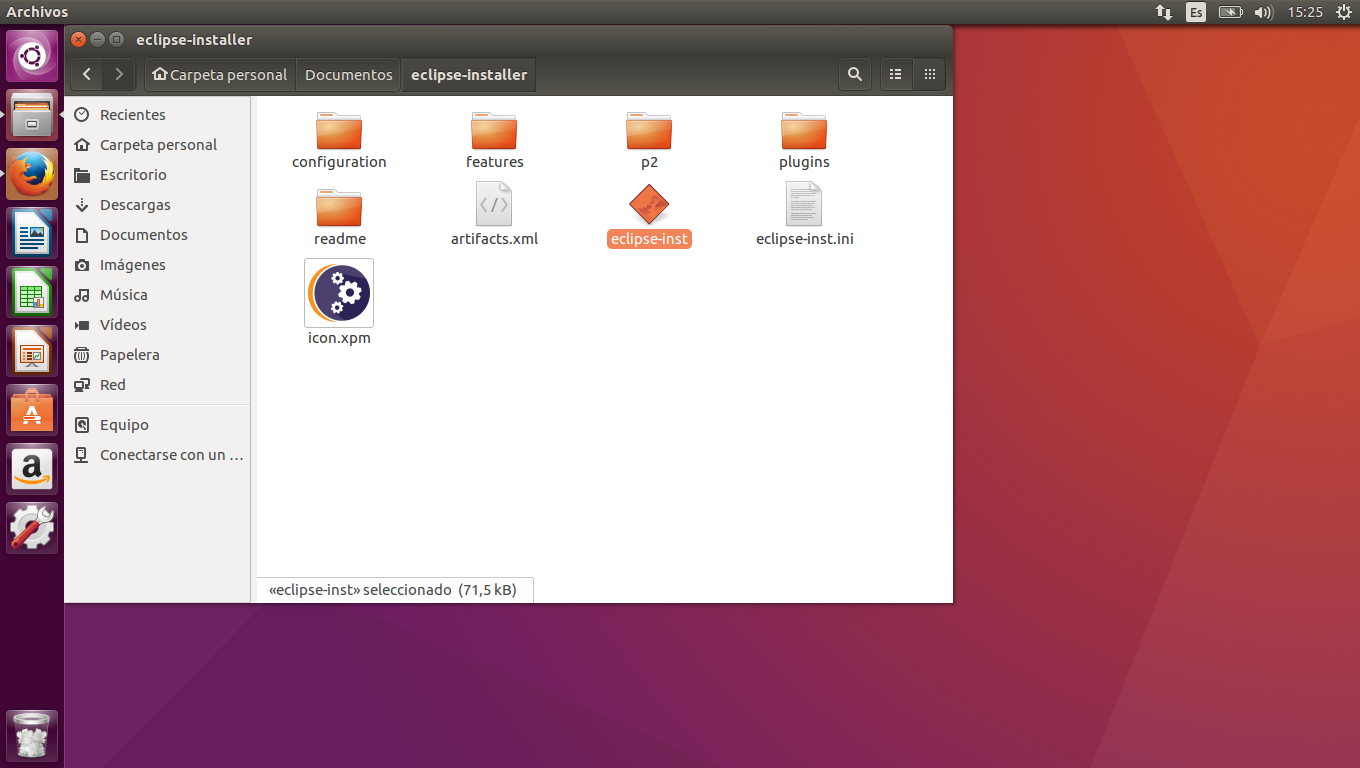 Archivos
Es
15:25
eclipse-installer
Carpeta personal
Documentos
eclipse-installer
Recientes
Carpeta personal
Escritorio
Descargas
Documentos
Imágenes
Música
Vídeos
Papelera
Red
Equipo
Conectarse con un …
configuration
features
p2
plugins
readme
artifacts.xml
eclipse-inst
eclipse-inst.ini
icon.xpm
«eclipse-inst» seleccionado (71,5 kB)